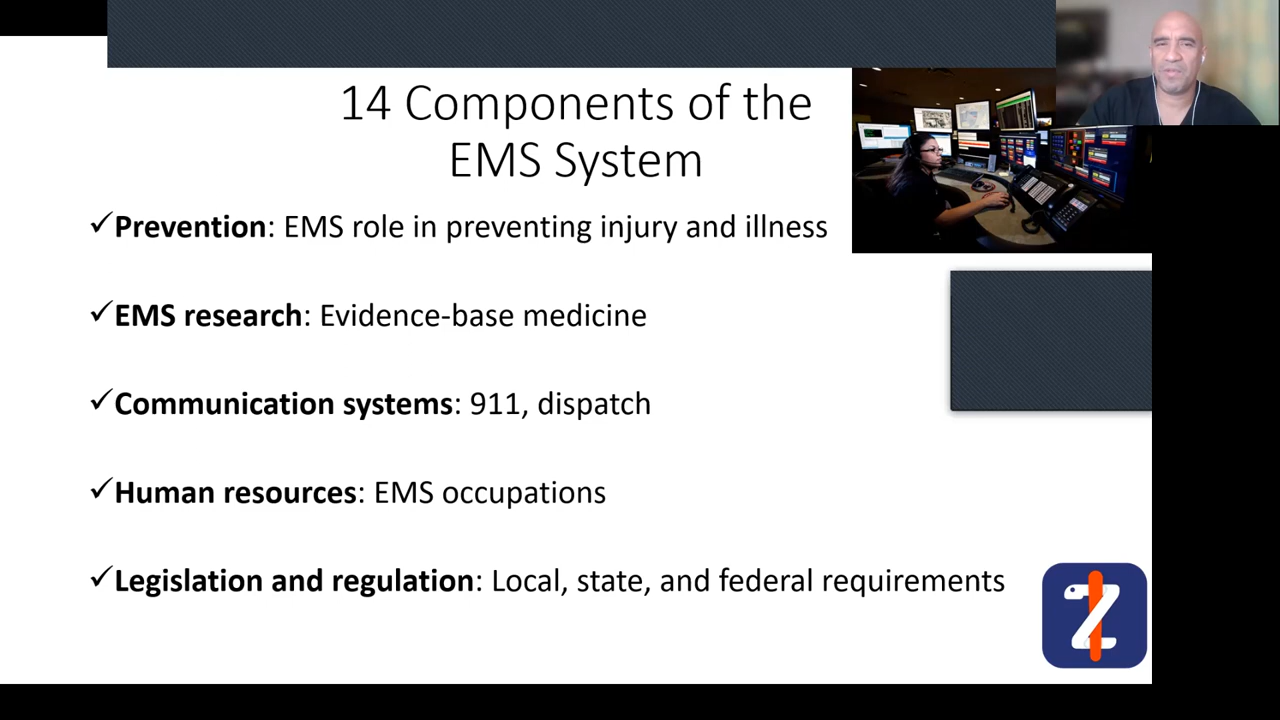 14 Components of the
EMS System
✓Prevention: EMS role in preventing injury and illness
✓EMS research: Evidence-base medicine
✓Communication systems: 911, dispatch
✓Human resources: EMS occupations
✓Legislation and regulation: Local, state, and federal requirements